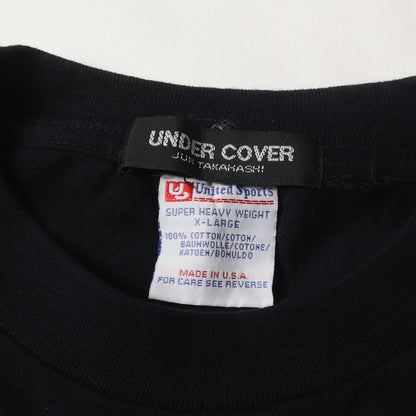 UNDER COVER
JUN TAKAHASHI
United Sports
SUPER HEAVY WEIGHT
X-LARGE
100% COTTON/COTON/
BAUMWOLLE/COTONE/
KATOEN/BOMULDO
MADE IN U.S.A.
FOR CARE SEE REVERSE